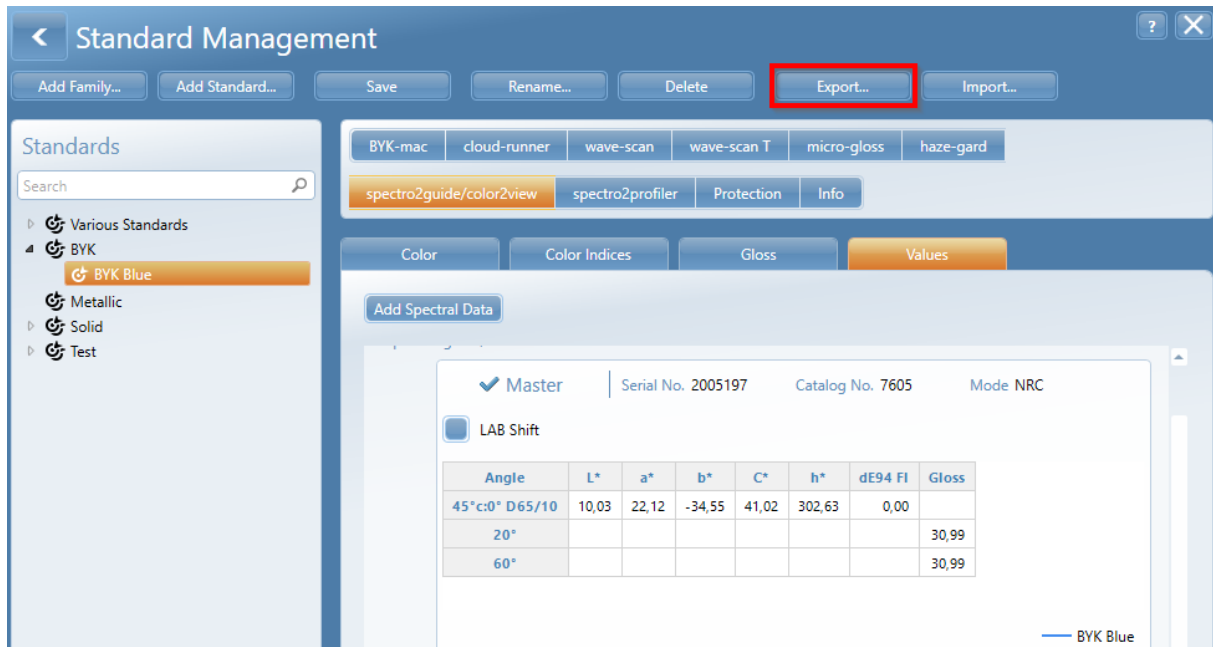 Standard Management
?
Add Family... Add Standard... Save Rename... Delete Export... Import...
Standards
Search
Various Standards
BYK
BYK Blue
Metallic
Solid
Test
BYK-mac cloud-runner wave-scan wave-scan T micro-gloss haze-gard
spectro2guide/color2view spectro2profiler Protection Info
Color Color Indices Gloss Values
Add Spectral Data
Master Serial No. 2005197 Catalog No. 7605 Mode NRC
LAB Shift
Angle L* a* b* C* h* dE94 Fl Gloss
45°c:0° D65/10 10,03 22,12 -34,55 41,02 302,63 0,00
20° 30,99
60° 30,99
BYK Blue